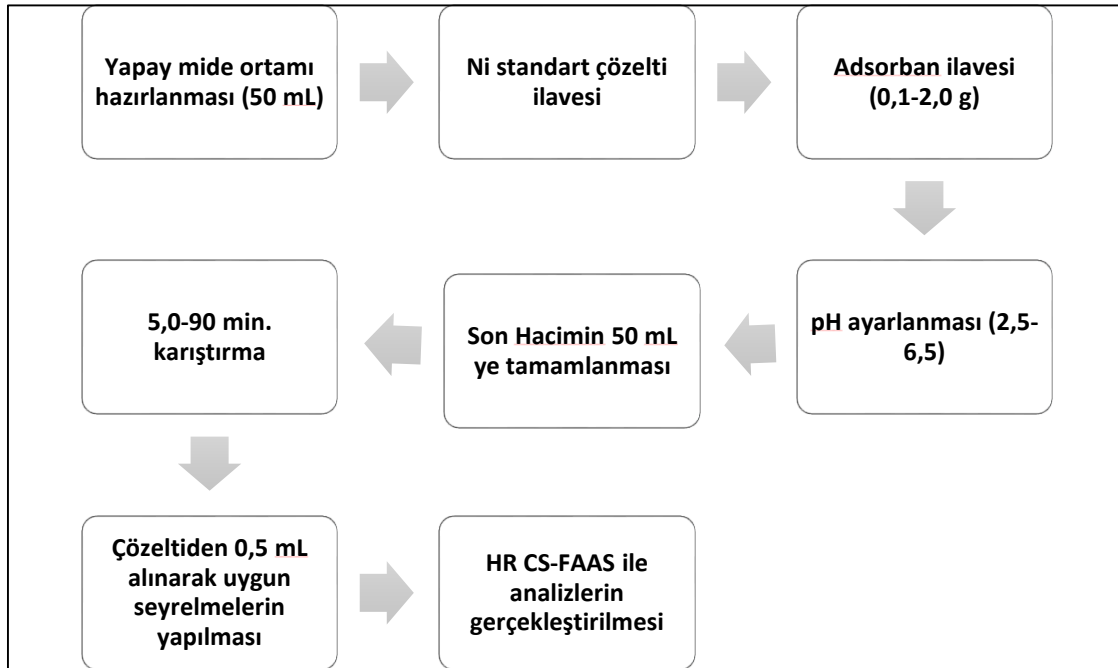 Yapay mide ortamı
hazırlanması (50 mL)
Ni standart çözelti
ilavesi
Adsorban ilavesi
(0,1-2,0 g)
pH ayarlanması (2,5-
6,5)
Son Hacimin 50 mL
ye tamamlanması
5,0-90 min.
karıştırma
Çözeltiden 0,5 mL
alınarak uygun
seyrelmelerin
yapılması
HR CS-FAAS ile
analizlerin
gerçekleştirilmesi